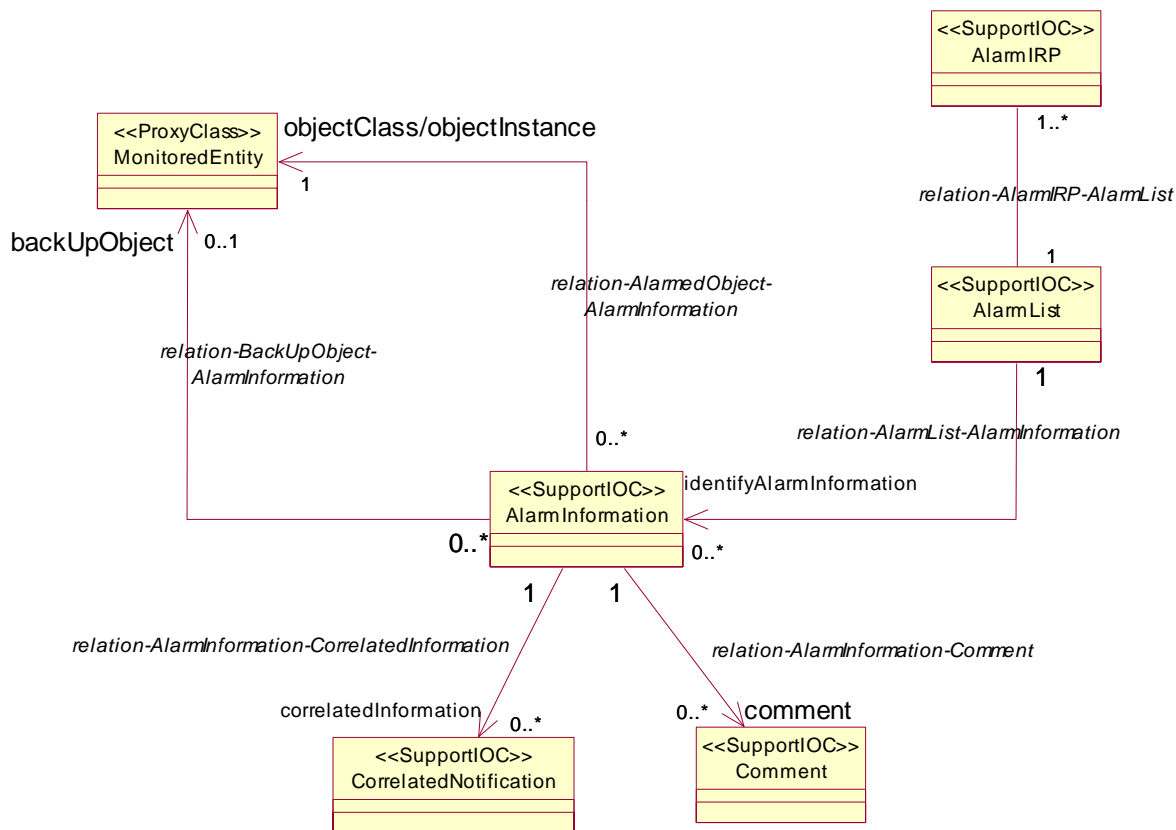 <<SupportIOC>>
AlarmIRP
1..*
<<ProxyClass>>
MonitoredEntity
objectClass/objectInstance
1
relation-AlarmIRP-AlarmList
backUpObject
0..1
1
<<SupportIOC>>
AlarmList
1
relation-AlarmedObject-
AlarmInformation
relation-BackUpObject-
AlarmInformation
0..*
relation-AlarmList-AlarmInformation
<<SupportIOC>>
AlarmInformation
identifyAlarmInformation
0..*
0..*
1
1
relation-AlarmInformation-CorrelatedInformation
relation-AlarmInformation-Comment
correlatedInformation
0..*
0..*
comment
<<SupportIOC>>
CorrelatedNotification
<<SupportIOC>>
Comment